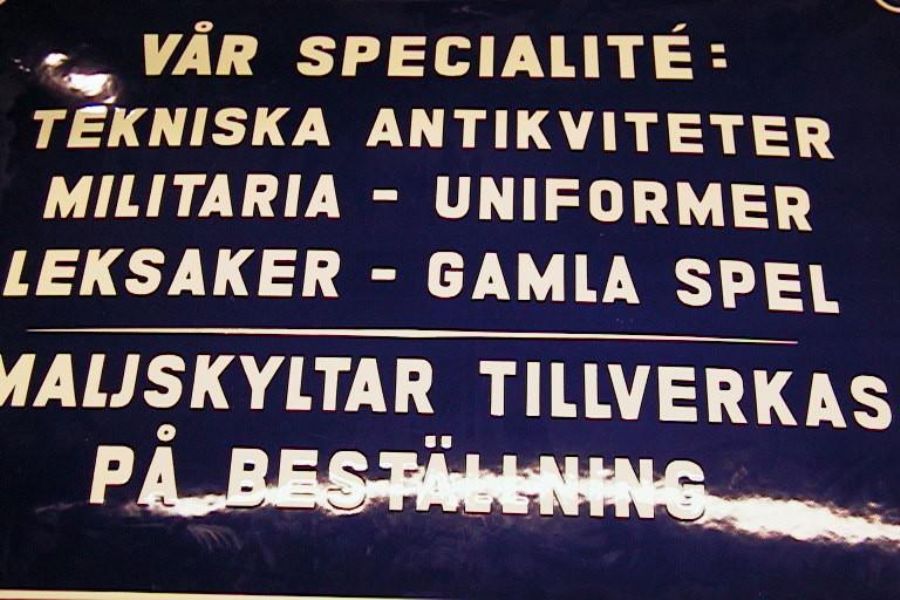 VÅR SPECIALITÉ:
TEKNISKA ANTIKVITETER
MILITARIA - UNIFORMER
LEKSAKER - GAMLA SPEL
MALJSKYLTAR TILLVERKAS
PÅ BESTÄLLNING